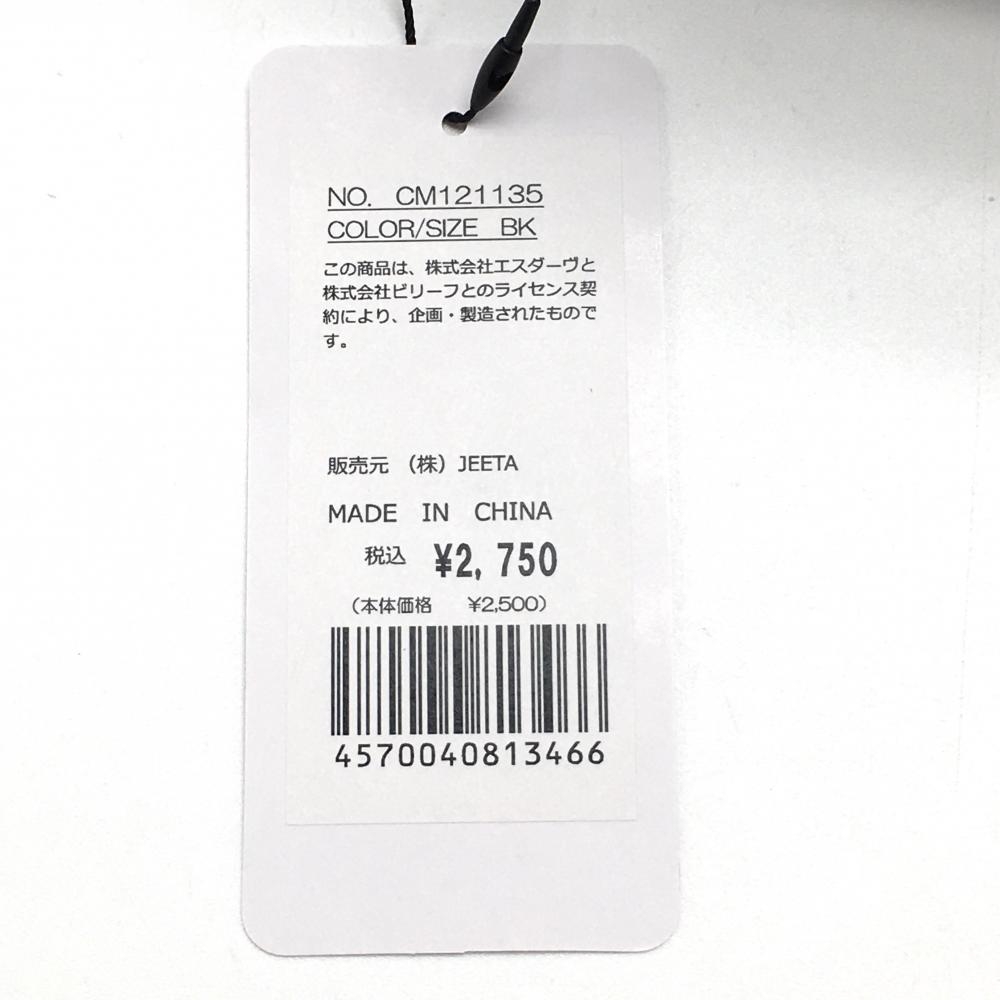 NO. CM121135
COLOR/SIZE BK
この商品は、株式会社エスダーヴと
株式会社ビリーフとのライセンス契
約により、企画・製造されたもので
す。
販売元 (株) JEETA
MADE IN CHINA
税込 ¥2, 750
(本体価格 ¥2,500)
4570040813466